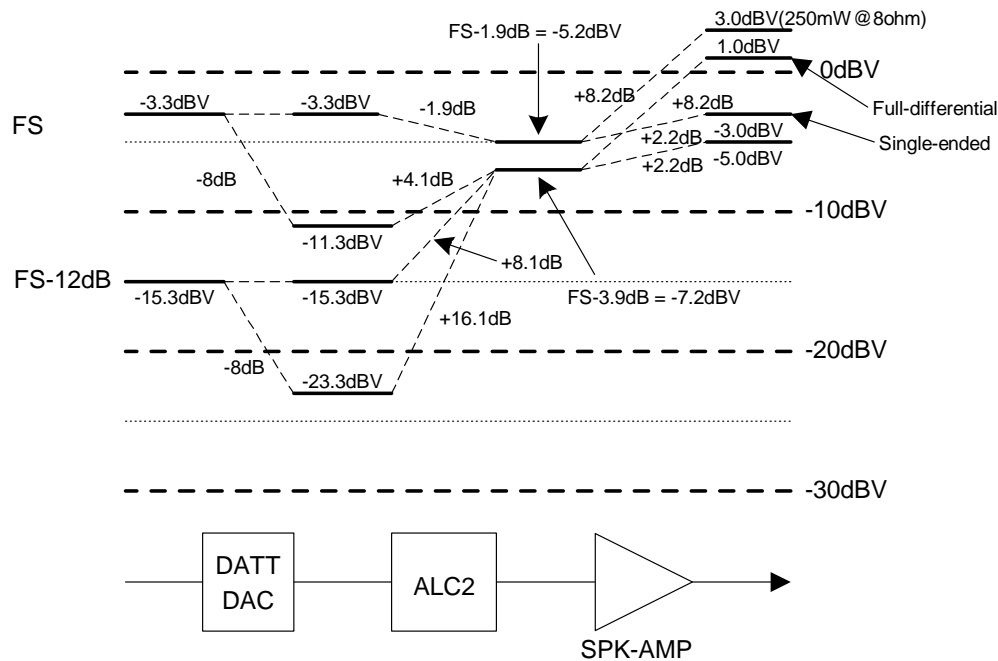 3.0dBV(250mW @ 8ohm)
FS-1.9dB = -5.2dBV
1.0dBV
0dBV
+8.2dB
-3.3dBV
-3.3dBV
-1.9dB
+8.2dB
Full-differential
FS
-3.0dBV
+2.2dB
Single-ended
-5.0dBV
+2.2dB
-8dB
+4.1dB
-10dBV
-11.3dBV
+8.1dB
FS-12dB
-15.3dBV
-15.3dBV
FS-3.9dB = -7.2dBV
+16.1dB
-20dBV
-8dB
-23.3dBV
-30dBV
DATT
DAC
ALC2
SPK-AMP